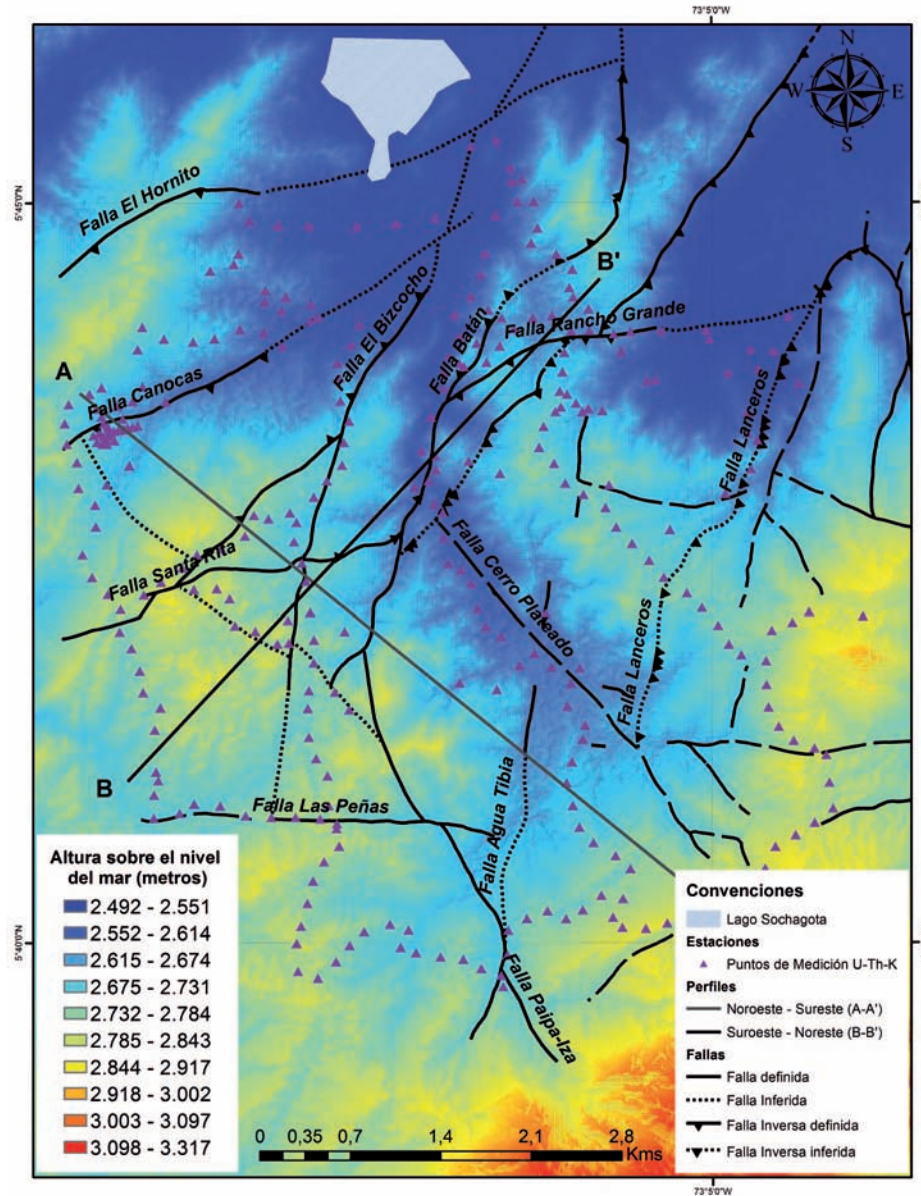 73°5'0"W
N
W
E
S
5°45'0"N
Falla El Hornito
B'
Falla El Bizcocho
Falla Batán
Falla Rancho Grande
A
Falla Canocas
Falla Lanceros
Falla Santa Rita
Falla Cerro Plateado
Falla Lanceros
B
Falla Las Peñas
Falla Agua Tibia
Falla Paipa-Iza
5°40'0"N
Altura sobre el nivel
del mar (metros)
2.492 - 2.551
2.552 - 2.614
2.615 - 2.674
2.675 - 2.731
2.732 - 2.784
2.785 - 2.843
2.844 - 2.917
2.918 - 3.002
3.003 - 3.097
3.098 - 3.317
0 0,35 0,7 1,4 2,1 2,8
Kms
Convenciones
Lago Sochagota
Estaciones
Puntos de Medición U-Th-K
Perfiles
Noroeste - Sureste (A-A')
Suroeste - Noreste (B-B')
Fallas
Falla definida
Falla Inferida
Falla Inversa definida
Falla Inversa inferida
73°5'0"W